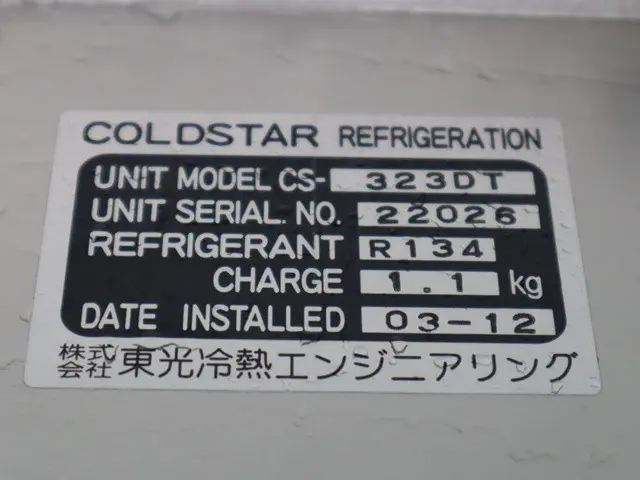 COLDSTAR REFRIGERATION
UNIT MODEL CS- 323DT
UNIT SERIAL NO. 22026
REFRIGERANT R134
CHARGE 1.1 kg
DATE INSTALLED 03-12
株式会社 東光冷熱エンジニアリング